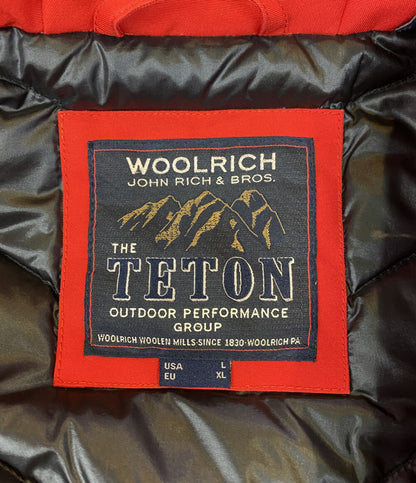 WOOLRICH
JOHN RICH & BROS.
THE
TETON
OUTDOOR PERFORMANCE
GROUP
WOOLRICH WOOLEN MILLS·SINCE 1830·WOOLRICH PA
USA L
EU XL